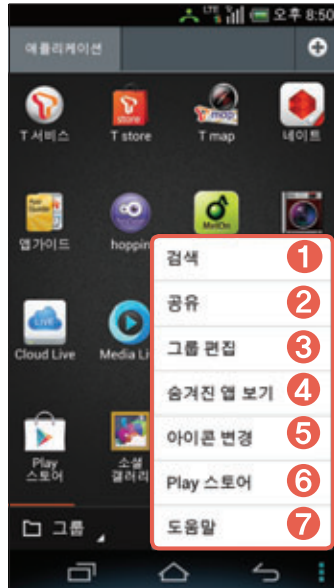 LTE 오후 8:50
애플리케이션
T 서비스
T store
T map
네이트
앱가이드
hoppin
검색 1
공유 2
그룹 편집 3
숨겨진 앱 보기 4
아이콘 변경 5
Play 스토어 6
도움말 7
Cloud Live
Media Li
Play
스토어
소셜
갤러리
그룹